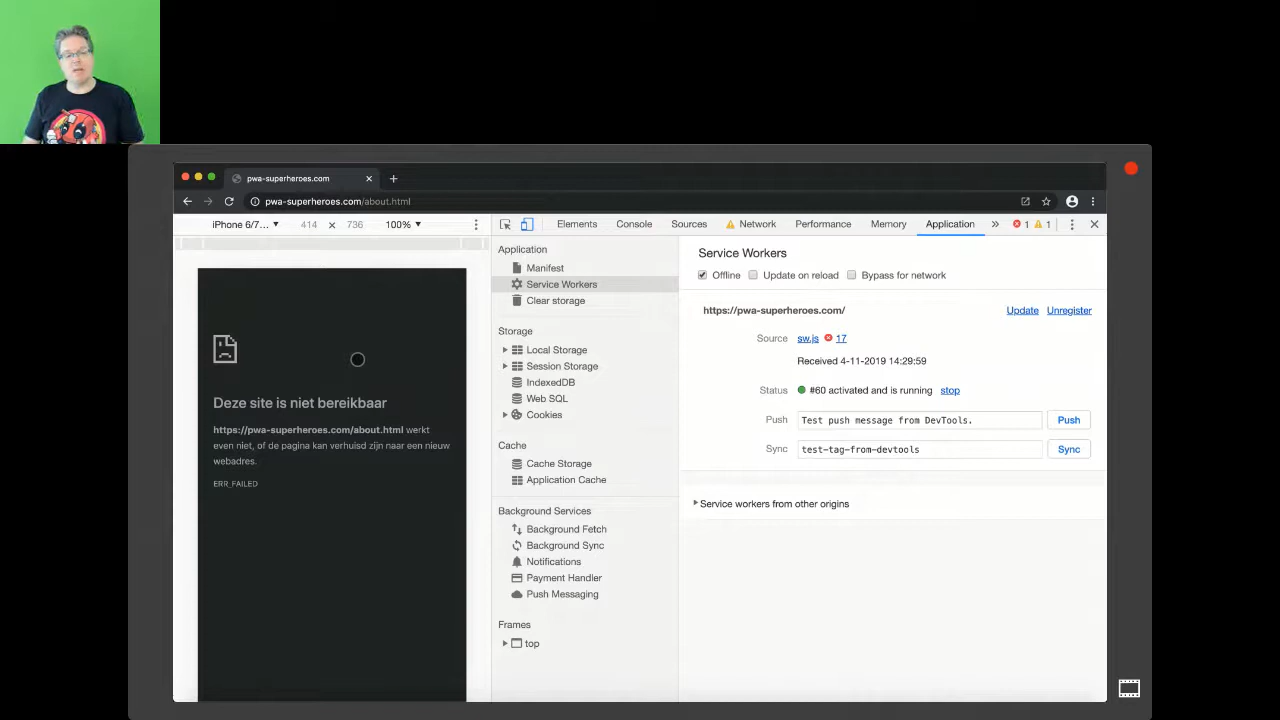 pwa-superheroes.com
pwa-superheroes.com/about.html
iPhone 6/7... 414 × 736 100%
Elements Console Sources Network Performance Memory Application » 1 1
Application
Manifest
Service Workers
Clear storage
Storage
Local Storage
Session Storage
IndexedDB
Web SQL
Cookies
Cache
Cache Storage
Application Cache
Background Services
Background Fetch
Background Sync
Notifications
Payment Handler
Push Messaging
Frames
top
Service Workers
Offline Update on reload Bypass for network
https://pwa-superheroes.com/ Update Unregister
Source sw.js 17
Received 4-11-2019 14:29:59
Status #60 activated and is running stop
Push Test push message from DevTools. Push
Sync test-tag-from-devtools Sync
Service workers from other origins
Deze site is niet bereikbaar
https://pwa-superheroes.com/about.html werkt
even niet, of de pagina kan verhuisd zijn naar een nieuw
webadres.
ERR_FAILED